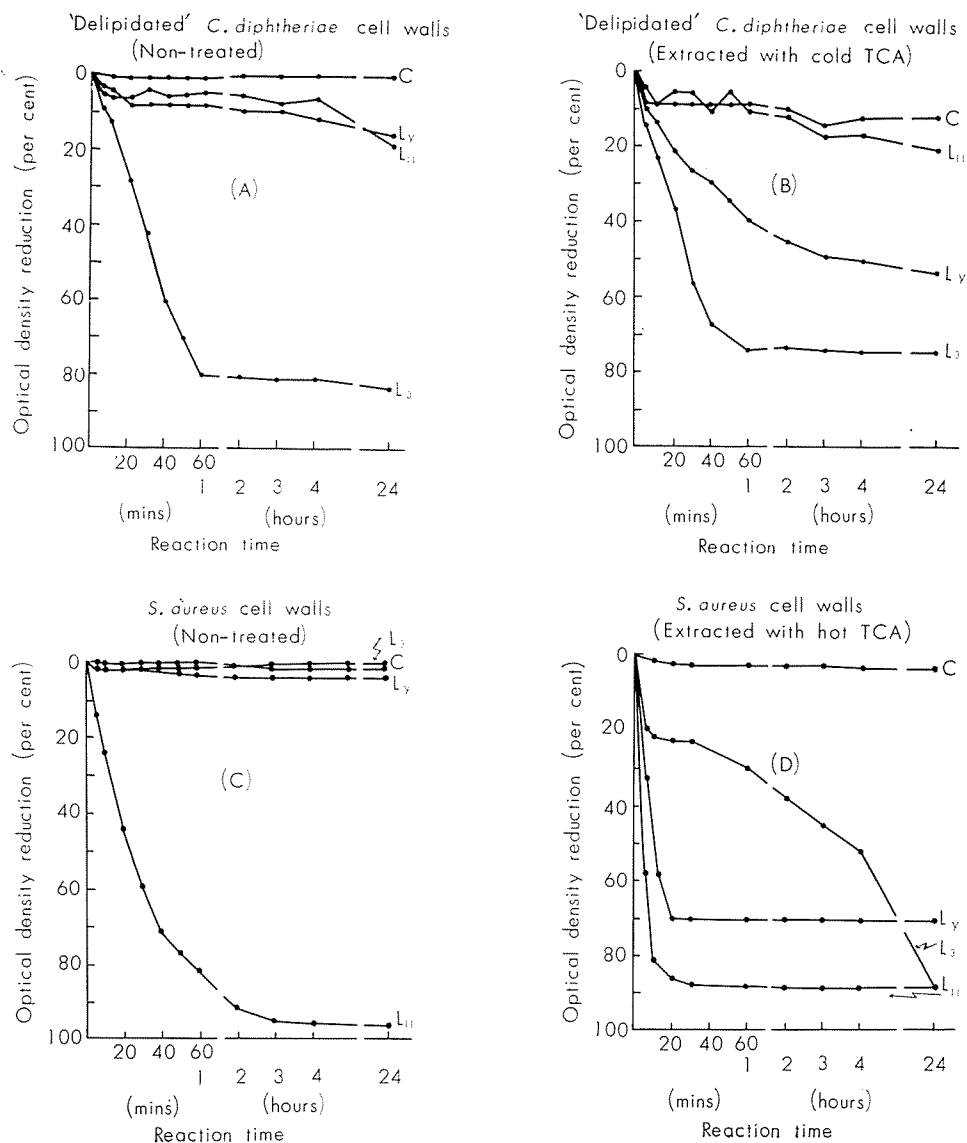 'Delipidated' C. diphtheriae cell walls
(Non-treated)
0
20
40
60
80
100
Optical density reduction (per cent)
(A)
C
Ly
L11
L3
20 40 60
1 2 3 4 24
(mins) (hours)
Reaction time
'Delipidated' C. diphtheriae cell walls
(Extracted with cold TCA)
0
20
40
60
80
100
Optical density reduction (per cent)
(B)
C
L11
Ly
L3
20 40 60
1 2 3 4 24
(mins) (hours)
Reaction time
S. aureus cell walls
(Non-treated)
0
20
40
60
80
100
Optical density reduction (per cent)
(C)
L3
C
Ly
L11
20 40 60
1 2 3 4 24
(mins) (hours)
Reaction time
S. aureus cell walls
(Extracted with hot TCA)
0
20
40
60
80
100
Optical density reduction (per cent)
(D)
C
Ly
L3
L11
20 40 60
1 2 3 4 24
(mins) (hours)
Reaction time